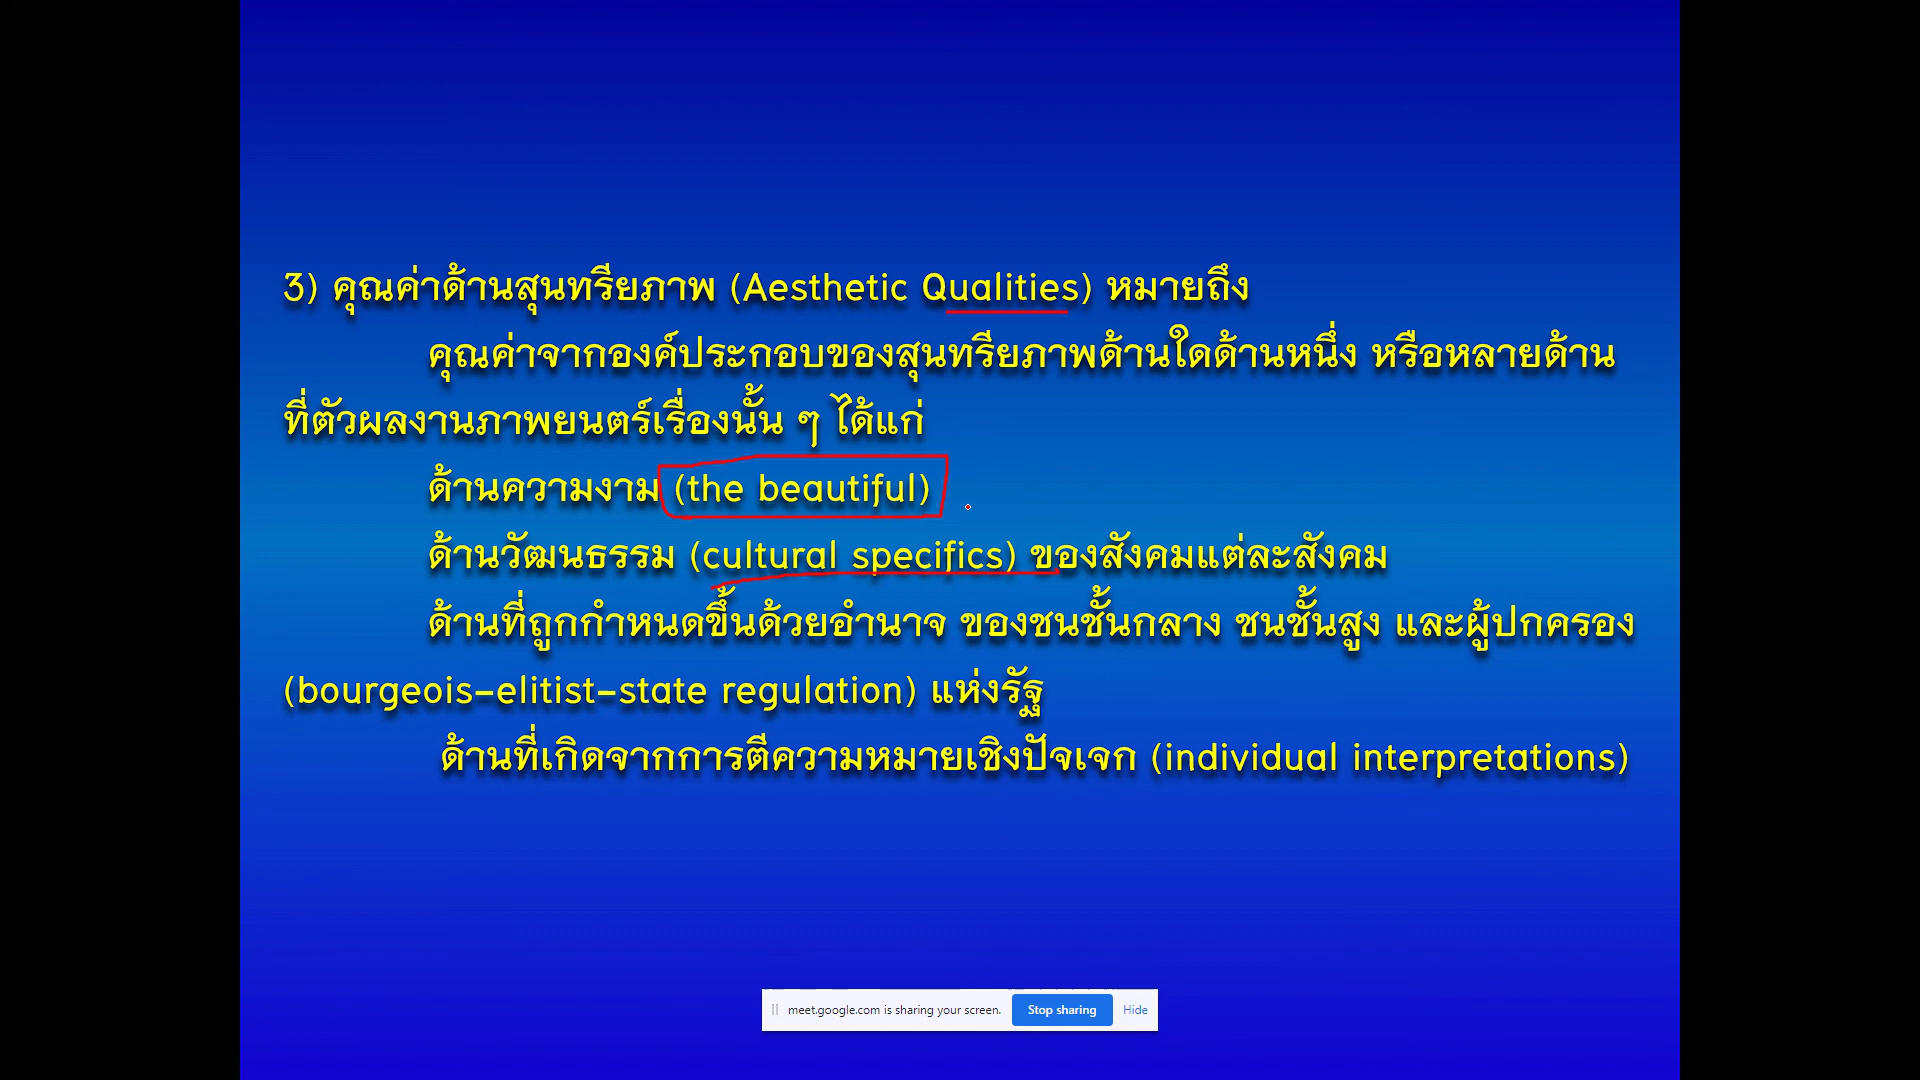 3) คุณค่าด้านสุนทรียภาพ (Aesthetic Qualities) หมายถึง
คุณค่าจากองค์ประกอบของสุนทรียภาพด้านใดด้านหนึ่ง หรือหลายด้าน
ที่ตัวผลงานภาพยนตร์เรื่องนั้น ๆ ได้แก่
ด้านความงาม (the beautiful)
ด้านวัฒนธรรม (cultural specifics) ของสังคมแต่ละสังคม
ด้านที่ถูกกำหนดขึ้นด้วยอำนาจ ของชนชั้นกลาง ชนชั้นสูง และผู้ปกครอง
(bourgeois-elitist-state regulation) แห่งรัฐ
ด้านที่เกิดจากการตีความหมายเชิงปัจเจก (individual interpretations)
meet.google.com is sharing your screen. Stop sharing Hide